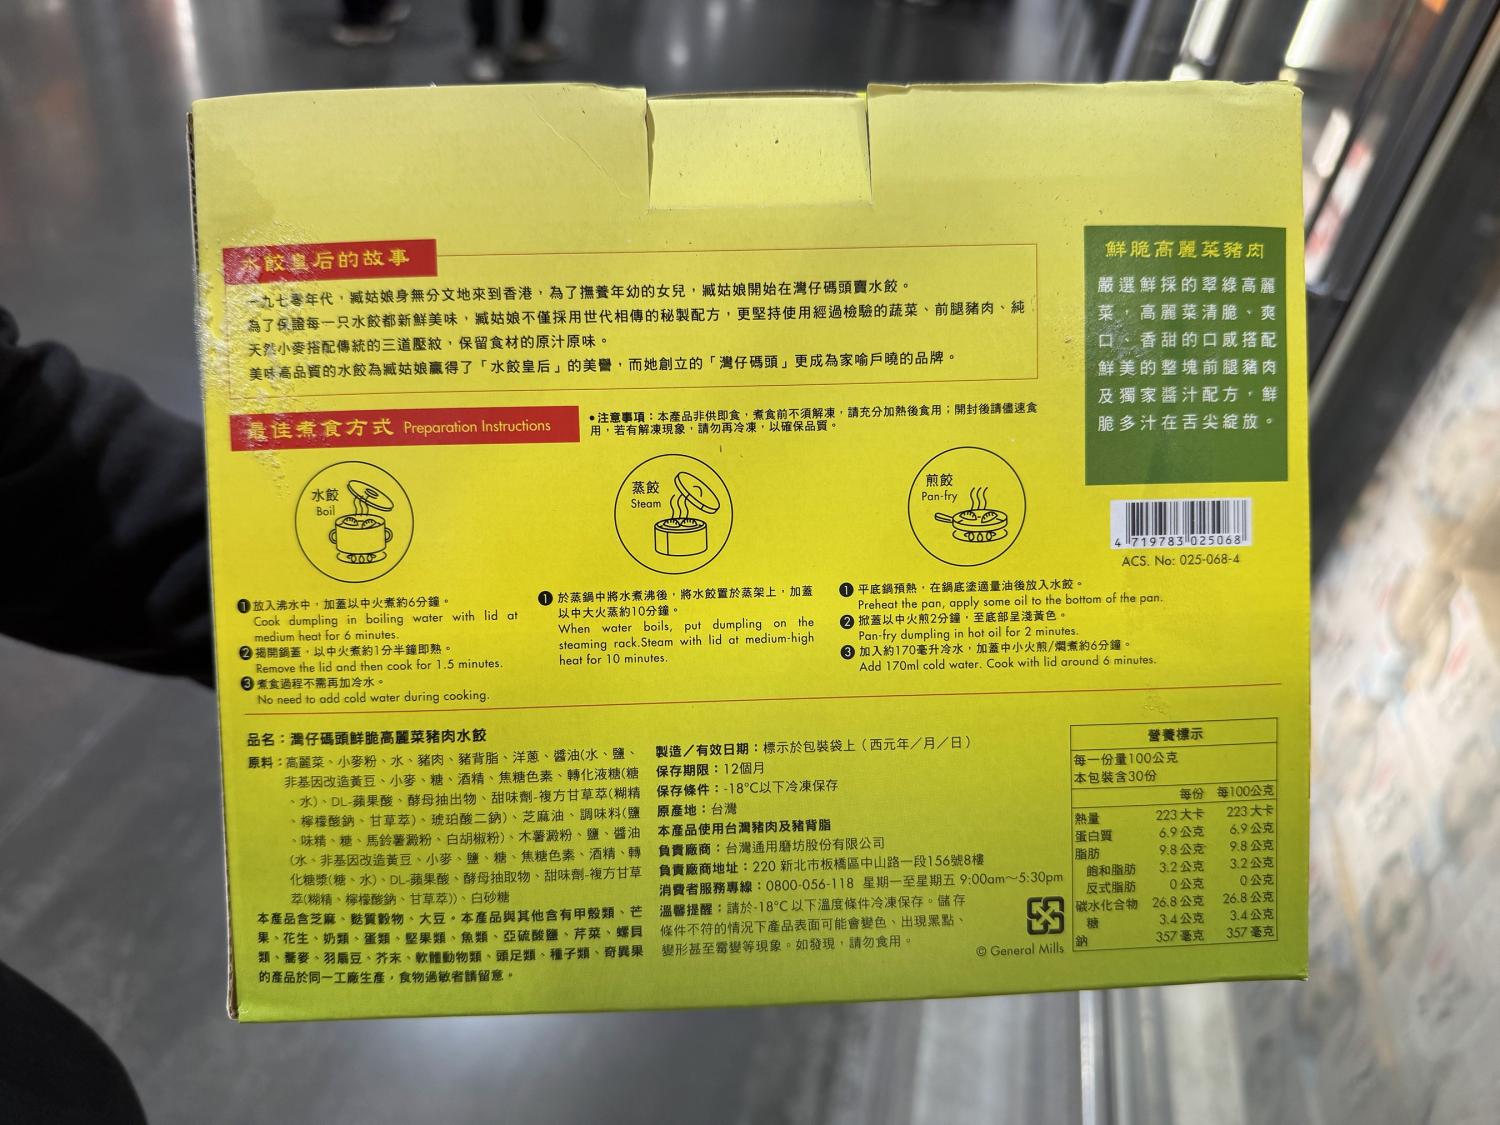 水餃皇后的故事
一九七零年代，臧姑娘身無分文地來到香港，為了撫養年幼的女兒，臧姑娘開始在灣仔碼頭賣水餃。
為了保證每一只水餃都新鮮美味，臧姑娘不僅採用世代相傳的秘製配方，更堅持使用經過檢驗的蔬菜、前腿豬肉、純
天然小麥搭配傳統的三道壓紋，保留食材的原汁原味。
美味高品質的水餃為臧姑娘贏得了「水餃皇后」的美譽，而她創立的「灣仔碼頭」更成為家喻戶曉的品牌。
鮮脆高麗菜豬肉
嚴選鮮採的翠綠高麗
菜，高麗菜清脆、爽
口、香甜的口感搭配
鮮美的整塊前腿豬肉
及獨家醬汁配方，鮮
脆多汁在舌尖綻放。
最佳煮食方式 Preparation Instructions
•注意事項：本產品非供即食，煮食前不須解凍，請充分加熱後食用；開封後請儘速食
用，若有解凍現象，請勿再冷凍，以確保品質。
水餃
Boil
蒸餃
Steam
煎餃
Pan-fry
4 719783 025068
ACS. No: 025-068-4
❶放入沸水中，加蓋以中火煮約6分鐘。
Cook dumpling in boiling water with lid at
medium heat for 6 minutes.
❷揭開鍋蓋，以中火煮約1分半鐘即熟。
Remove the lid and then cook for 1.5 minutes.
❸煮食過程不需再加冷水。
No need to add cold water during cooking.
❶於蒸鍋中將水煮沸後，將水餃置於蒸架上，加蓋
以中大火蒸約10分鐘。
When water boils, put dumpling on the
steaming rack.Steam with lid at medium-high
heat for 10 minutes.
❶平底鍋預熱，在鍋底塗適量油後放入水餃。
Preheat the pan, apply some oil to the bottom of the pan.
❷掀蓋以中火煎2分鐘，至底部呈淺黃色。
Pan-fry dumpling in hot oil for 2 minutes.
❸加入約170毫升冷水，加蓋中小火煎/燜煮約6分鐘。
Add 170ml cold water. Cook with lid around 6 minutes.
品名：灣仔碼頭鮮脆高麗菜豬肉水餃
原料：高麗菜、小麥粉、水、豬肉、豬背脂、洋蔥、醬油(水、鹽、
非基因改造黃豆、小麥、糖、酒精、焦糖色素、轉化液糖(糖
、水)、DL-蘋果酸、酵母抽出物、甜味劑-複方甘草萃(糊精
、檸檬酸鈉、甘草萃)、琥珀酸二鈉)、芝麻油、調味料(鹽
、味精、糖、馬鈴薯澱粉、白胡椒粉)、木薯澱粉、鹽、醬油
(水、非基因改造黃豆、小麥、鹽、糖、焦糖色素、酒精、轉
化糖漿(糖、水)、DL-蘋果酸、酵母抽取物、甜味劑-複方甘草
萃(糊精、檸檬酸鈉、甘草萃))、白砂糖
本產品含芝麻、麩質穀物、大豆。本產品與其他含有甲殼類、芒
果、花生、奶類、蛋類、堅果類、魚類、亞硫酸鹽、芹菜、螺貝
類、蕎麥、羽扇豆、芥末、軟體動物類、頭足類、種子類、奇異果
的產品於同一工廠生產，食物過敏者請留意。
製造／有效日期：標示於包裝袋上（西元年／月／日）
保存期限：12個月
保存條件：-18°C以下冷凍保存
原產地：台灣
本產品使用台灣豬肉及豬背脂
負責廠商：台灣通用磨坊股份有限公司
負責廠商地址：220 新北市板橋區中山路一段156號8樓
消費者服務專線：0800-056-118 星期一至星期五 9:00am～5:30pm
溫馨提醒：請於-18°C 以下溫度條件冷凍保存。儲存
條件不符的情況下產品表面可能會變色、出現黑點、
變形甚至霉變等現象。如發現，請勿食用。
© General Mills
營養標示
每一份量100公克
本包裝含30份
每份 每100公克
熱量 223 大卡 223 大卡
蛋白質 6.9 公克 6.9 公克
脂肪 9.8 公克 9.8 公克
飽和脂肪 3.2 公克 3.2 公克
反式脂肪 0 公克 0 公克
碳水化合物 26.8 公克 26.8 公克
糖 3.4 公克 3.4 公克
鈉 357 毫克 357 毫克